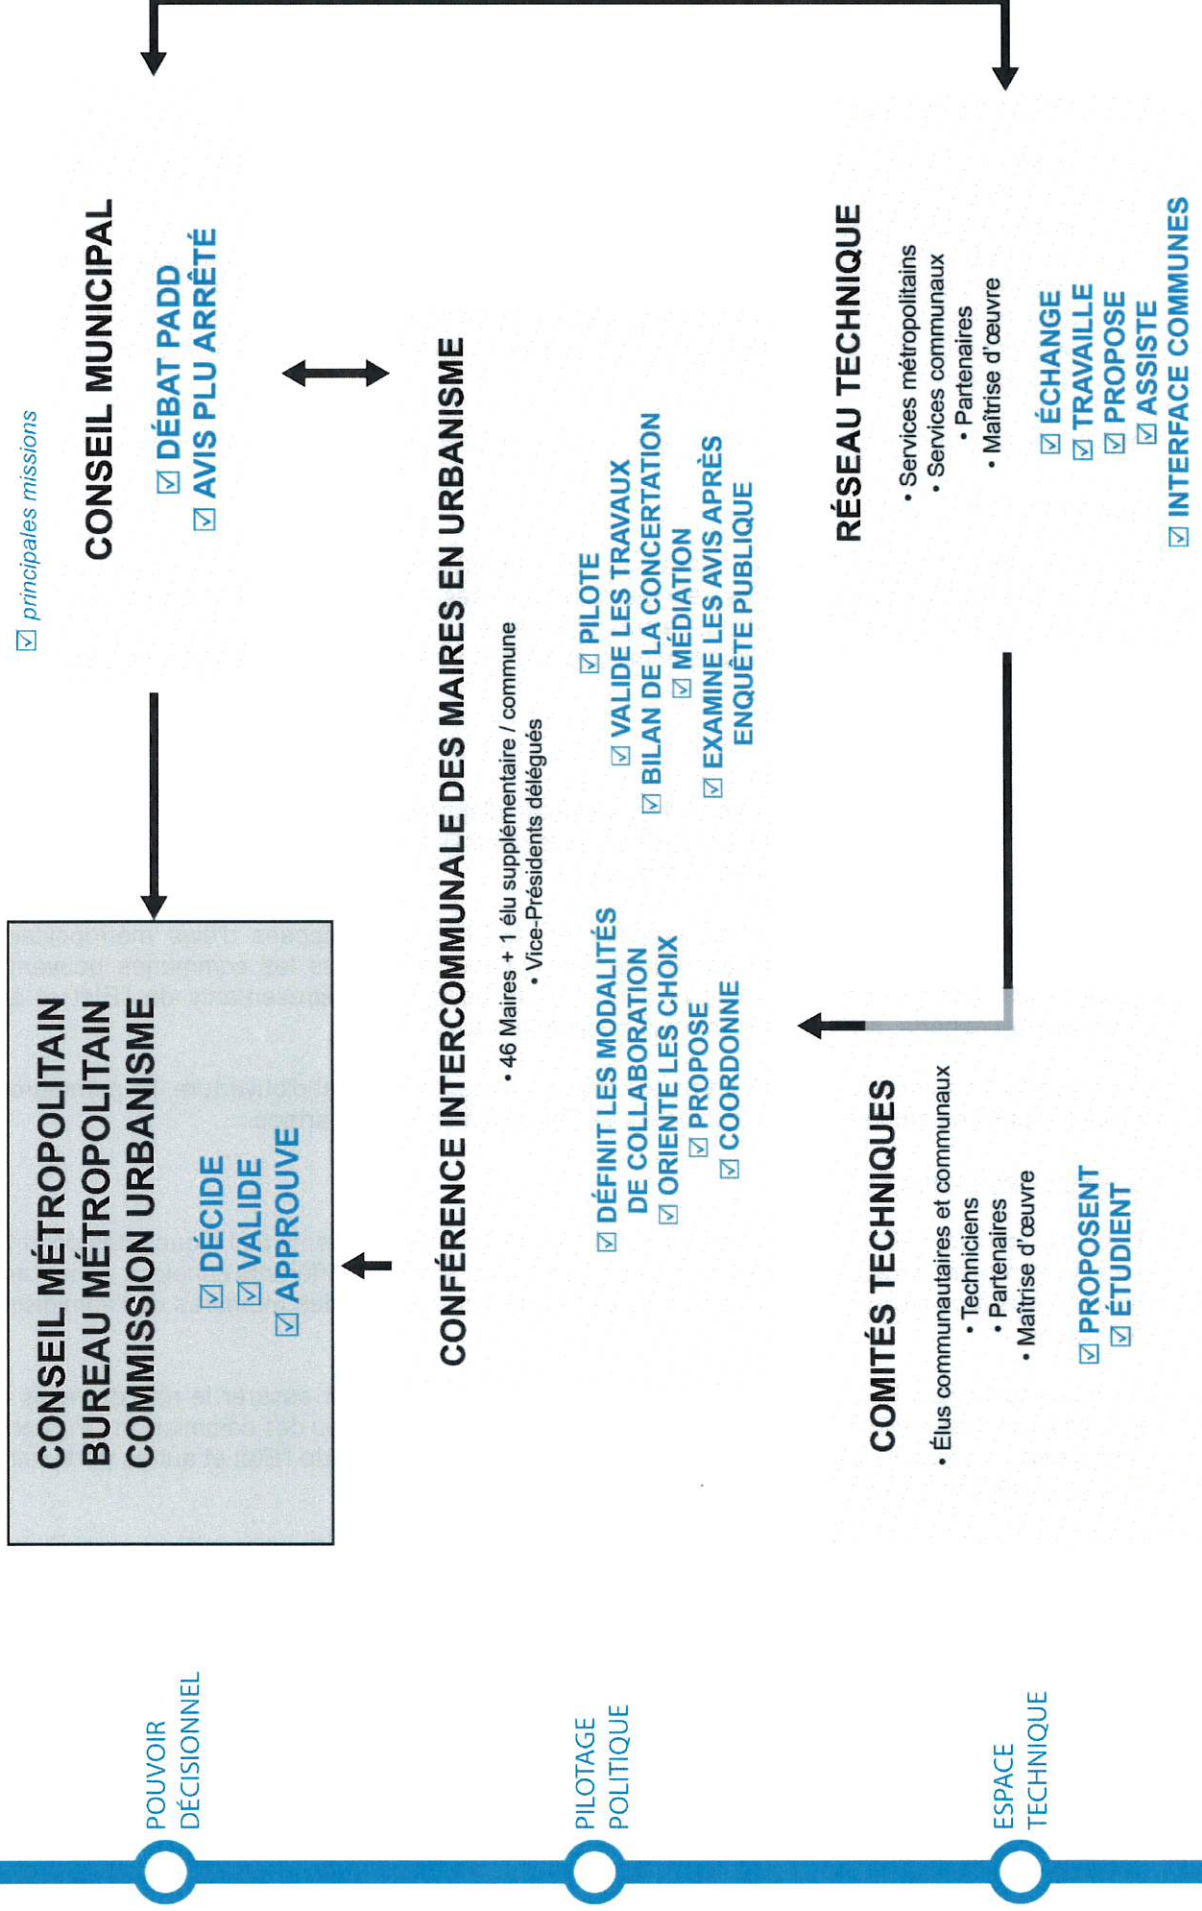 ☑ principales missions
POUVOIR
DÉCISIONNEL
CONSEIL MÉTROPOLITAIN
BUREAU MÉTROPOLITAIN
COMMISSION URBANISME
☑ DÉCIDE
☑ VALIDE
☑ APPROUVE
CONSEIL MUNICIPAL
☑ DÉBAT PADD
☑ AVIS PLU ARRÊTÉ
PILOTAGE
POLITIQUE
CONFÉRENCE INTERCOMMUNALE DES MAIRES EN URBANISME
• 46 Maires + 1 élu supplémentaire / commune
• Vice-Présidents délégués
☑ DÉFINIT LES MODALITÉS
DE COLLABORATION
☑ ORIENTE LES CHOIX
☑ PROPOSE
☑ COORDONNE
☑ PILOTE
☑ VALIDE LES TRAVAUX
☑ BILAN DE LA CONCERTATION
☑ MÉDIATION
☑ EXAMINE LES AVIS APRÈS
ENQUÊTE PUBLIQUE
ESPACE
TECHNIQUE
COMITÉS TECHNIQUES
• Élus communautaires et communaux
• Techniciens
• Partenaires
• Maîtrise d'œuvre
☑ PROPOSENT
☑ ÉTUDIENT
RÉSEAU TECHNIQUE
• Services métropolitains
• Services communaux
• Partenaires
• Maîtrise d'œuvre
☑ ÉCHANGE
☑ TRAVAILLE
☑ PROPOSE
☑ ASSISTE
☑ INTERFACE COMMUNES